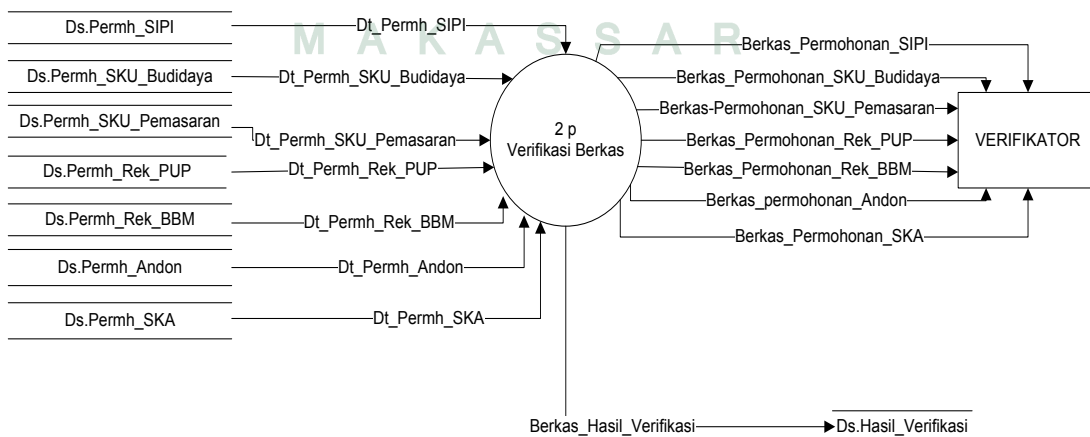 MAKASSAR
Ds.Permh_SIPI
Dt_Permh_SIPI
Berkas_Permohonan_SIPI
Ds.Permh_SKU_Budidaya
Dt_Permh_SKU_Budidaya
Berkas_Permohonan_SKU_Budidaya
Ds.Permh_SKU_Pemasaran
Dt_Permh_SKU_Pemasaran
Berkas-Permohonan_SKU_Pemasaran
2 p
Verifikasi Berkas
Berkas_Permohonan_Rek_PUP
VERIFIKATOR
Ds.Permh_Rek_PUP
Dt_Permh_Rek_PUP
Berkas_Permohonan_Rek_BBM
Ds.Permh_Rek_BBM
Dt_Permh_Rek_BBM
Berkas_permohonan_Andon
Ds.Permh_Andon
Dt_Permh_Andon
Berkas_Permohonan_SKA
Ds.Permh_SKA
Dt_Permh_SKA
Berkas_Hasil_Verifikasi
Ds.Hasil_Verifikasi